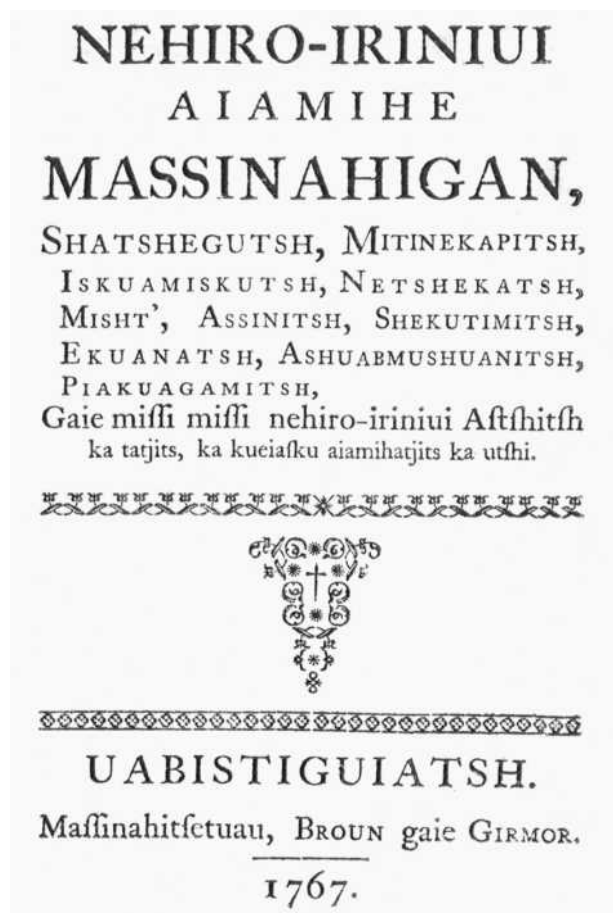 NEHIRO-IRINIUI
AIAMIHE
MASSINAHIGAN,
SHATSHEGUTSH, MITINEKAPITSH,
ISKUAMISKUTSH, NETSHEKATSH,
MISHT’, ASSINITSH, SHEKUTIMITSH,
EKUANATSH, ASHUABMUSHUANITSH,
PIAKUAGAMITSH,
Gaie miſſi miſſi nehiro-iriniui Aſtſhitſh
ka tatjits, ka kueiaſku aiamihatjits ka utſhi.
UABISTIGUIATSH.
Maſſinahitſetuau, BROUN gaie GIRMOR.
1767.